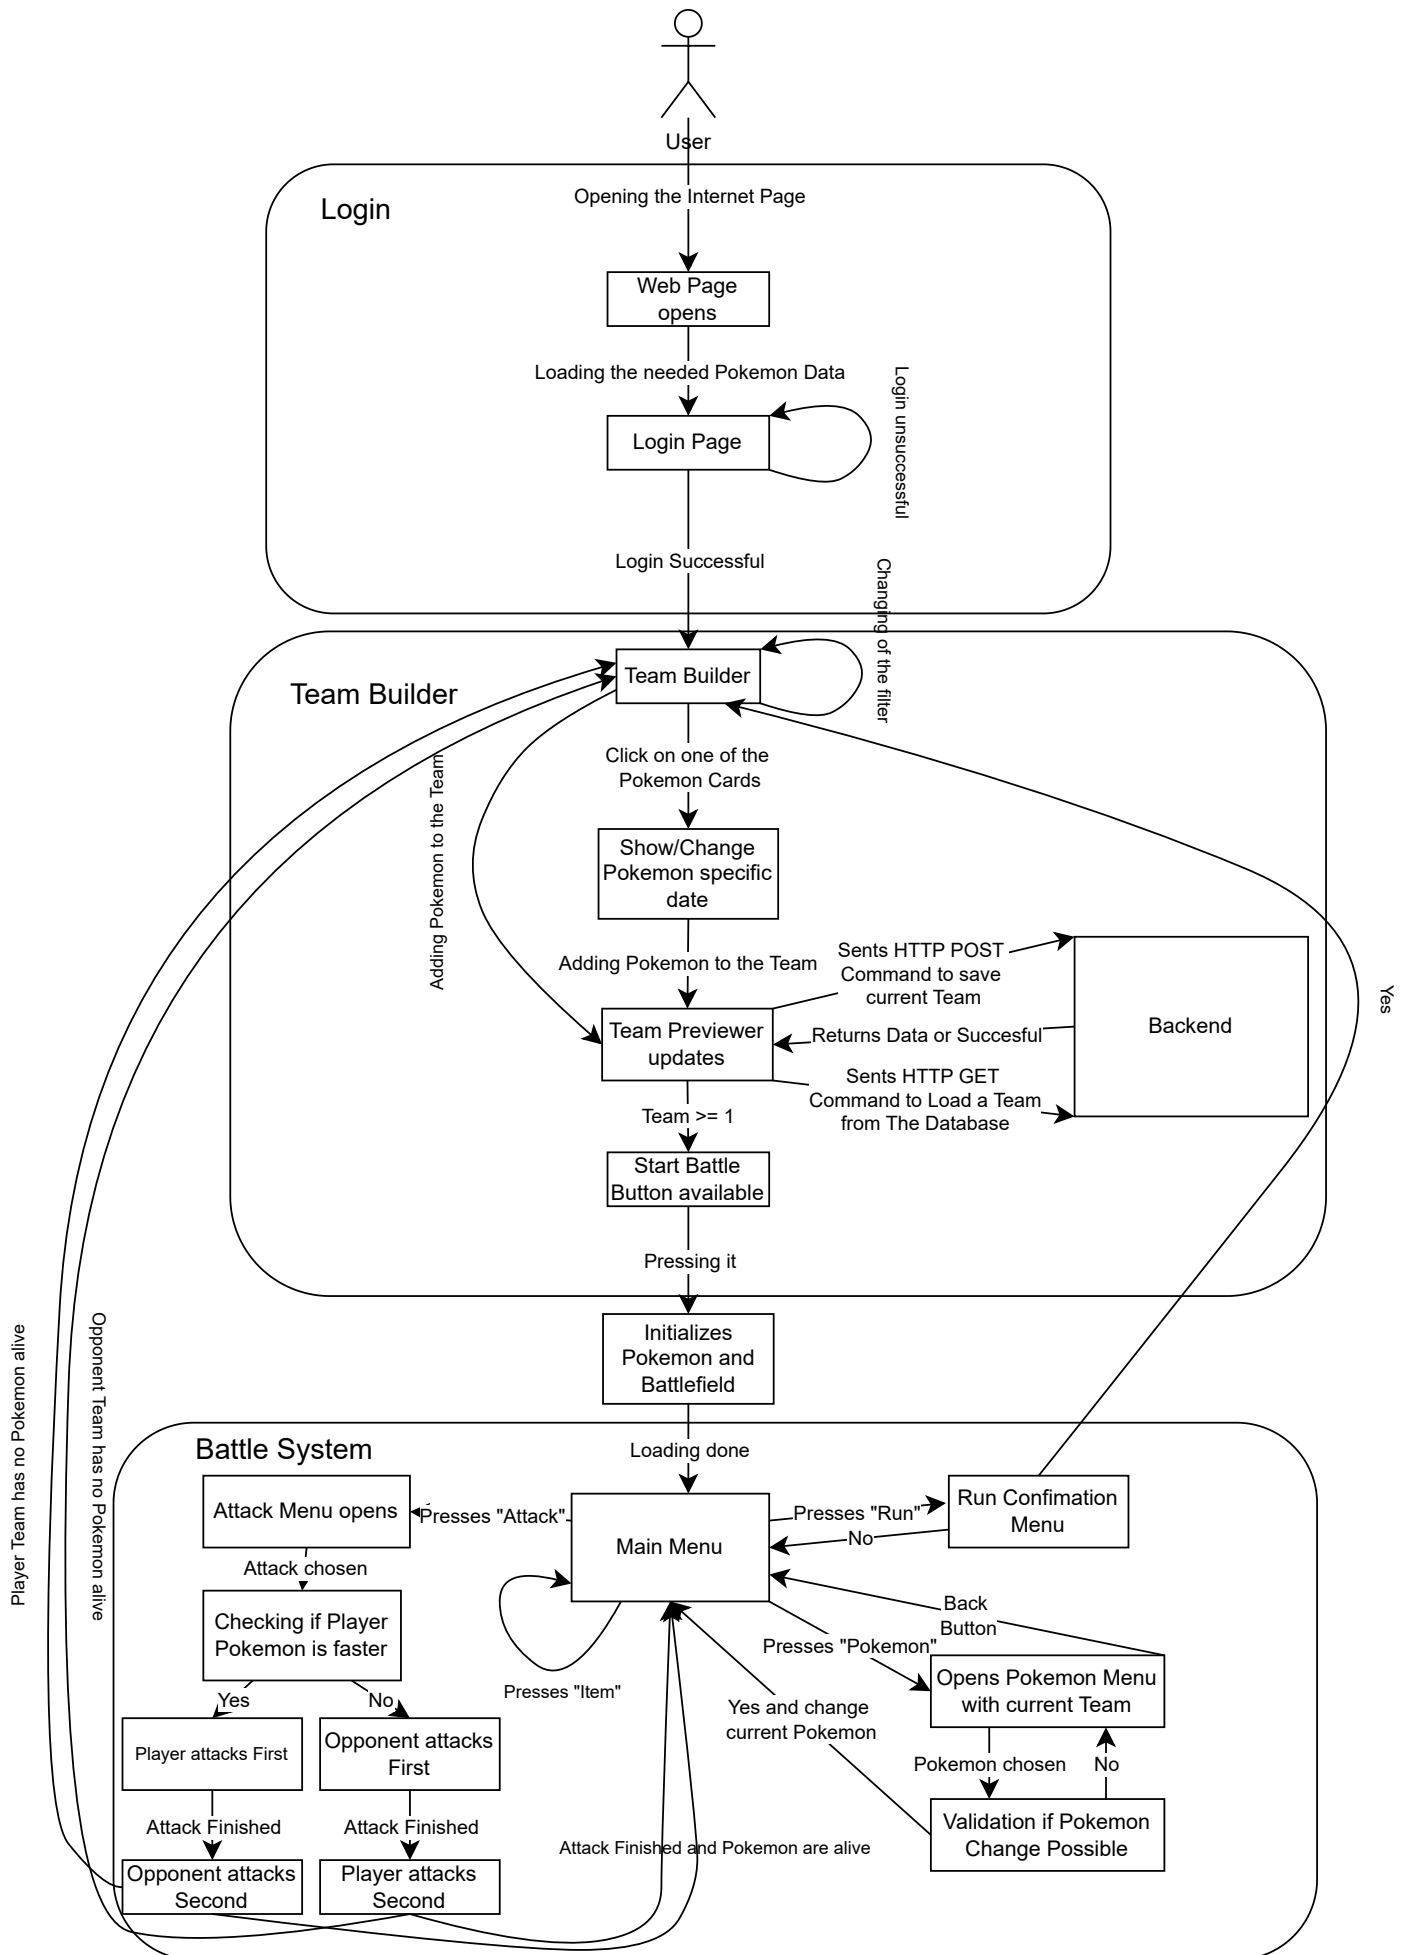 User
Opening the Internet Page
Login
Web Page
opens
Loading the needed Pokemon Data
Login unsuccessful
Login Page
Login Successful
Changing of the filter
Team Builder
Team Builder
Click on one of the
Pokemon Cards
Adding Pokemon to the Team
Show/Change
Pokemon specific
date
Adding Pokemon to the Team
Sents HTTP POST
Command to save
current Team
Yes
Team Previewer
updates
Returns Data or Succesful
Backend
Sents HTTP GET
Command to Load a Team
from The Database
Team >= 1
Start Battle
Button available
Pressing it
Player Team has no Pokemon alive
Opponent Team has no Pokemon alive
Initializes
Pokemon and
Battlefield
Battle System
Loading done
Attack Menu opens
Presses "Attack"
Main Menu
Presses "Run"
No
Run Confimation
Menu
Attack chosen
Checking if Player
Pokemon is faster
Back
Button
Presses "Pokemon"
Opens Pokemon Menu
with current Team
Presses "Item"
Yes
No
Yes and change
current Pokemon
Player attacks First
Opponent attacks
First
Pokemon chosen
No
Attack Finished
Attack Finished
Attack Finished and Pokemon are alive
Validation if Pokemon
Change Possible
Opponent attacks
Second
Player attacks
Second